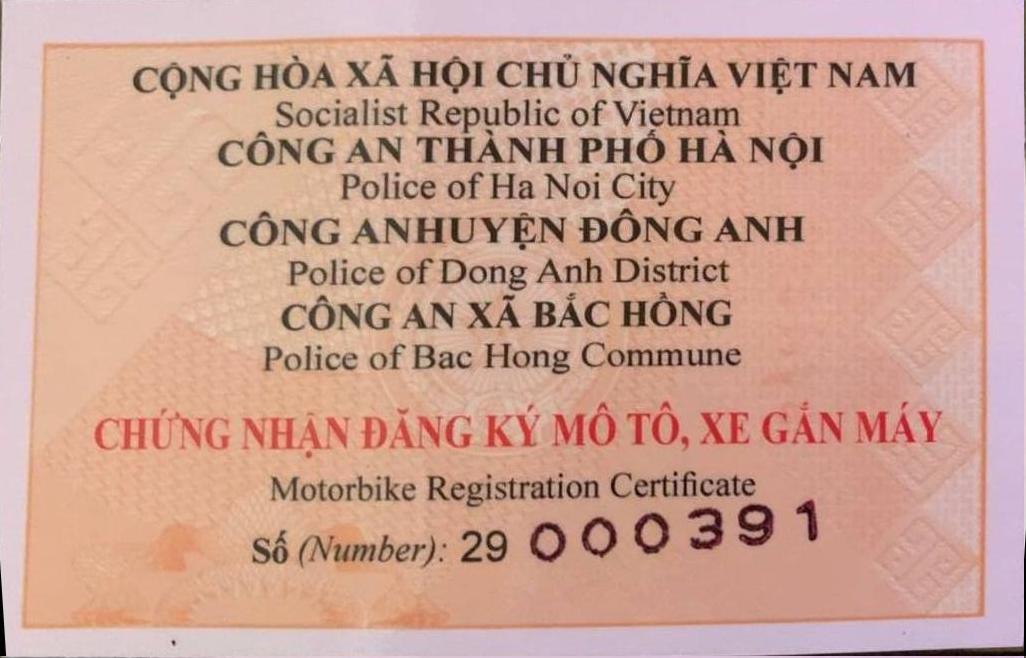 CỘNG HÒA XÃ HỘI CHỦ NGHĨA VIỆT NAM
Socialist Republic of Vietnam
CÔNG AN THÀNH PHỐ HÀ NỘI
Police of Ha Noi City
CÔNG ANHUYỆN ĐÔNG ANH
Police of Dong Anh District
CÔNG AN XÃ BẮC HỒNG
Police of Bac Hong Commune
CHỨNG NHẬN ĐĂNG KÝ MÔ TÔ, XE GẮN MÁY
Motorbike Registration Certificate
Số (Number): 29 000391